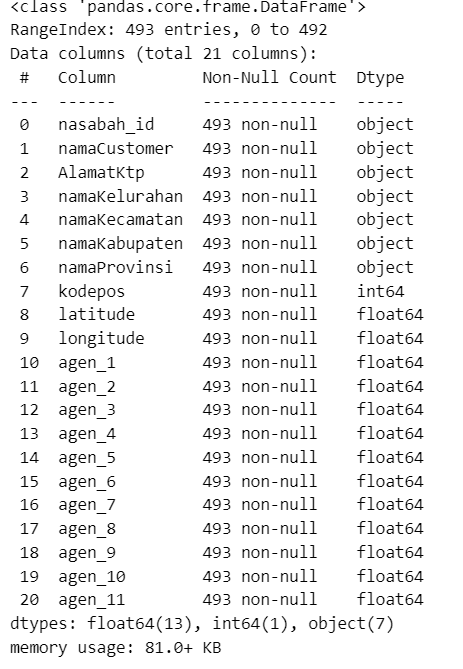 <class 'pandas.core.frame.DataFrame'>
RangeIndex: 493 entries, 0 to 492
Data columns (total 21 columns):
 #   Column         Non-Null Count  Dtype
---  ------         --------------  -----
 0   nasabah_id     493 non-null    object
 1   namaCustomer   493 non-null    object
 2   AlamatKtp      493 non-null    object
 3   namaKelurahan  493 non-null    object
 4   namaKecamatan  493 non-null    object
 5   namaKabupaten  493 non-null    object
 6   namaProvinsi   493 non-null    object
 7   kodepos        493 non-null    int64
 8   latitude       493 non-null    float64
 9   longitude      493 non-null    float64
 10  agen_1         493 non-null    float64
 11  agen_2         493 non-null    float64
 12  agen_3         493 non-null    float64
 13  agen_4         493 non-null    float64
 14  agen_5         493 non-null    float64
 15  agen_6         493 non-null    float64
 16  agen_7         493 non-null    float64
 17  agen_8         493 non-null    float64
 18  agen_9         493 non-null    float64
 19  agen_10        493 non-null    float64
 20  agen_11        493 non-null    float64
dtypes: float64(13), int64(1), object(7)
memory usage: 81.0+ KB